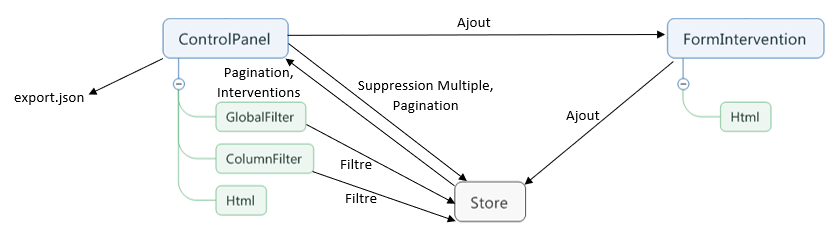 Ajout
ControlPanel
FormIntervention
Pagination,
Interventions
Suppression Multiple,
Pagination
export.json
GlobalFilter
Ajout
Html
ColumnFilter
Filtre
Filtre
Html
Store